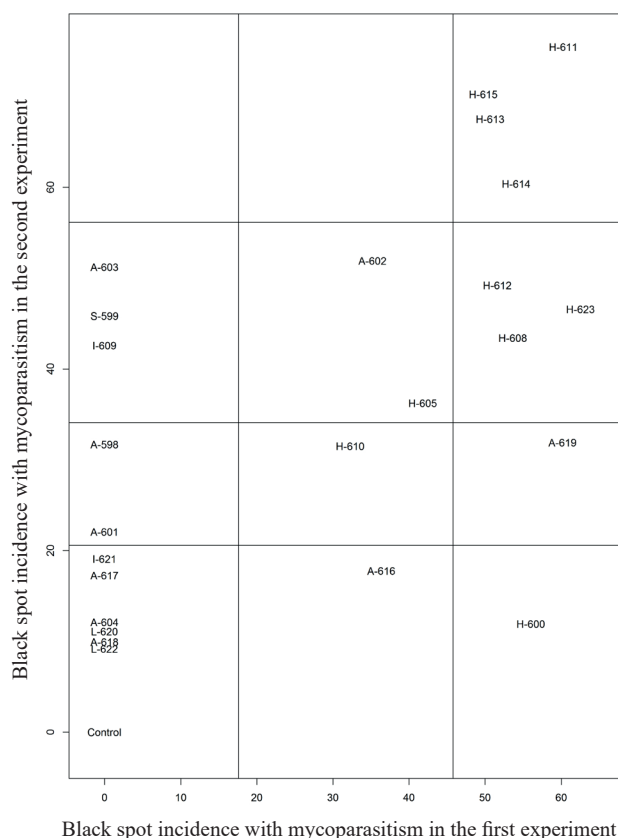 Black spot incidence with mycoparasitism in the second experiment
H-611
H-615
H-613
60
H-614
A-603
A-602
H-612
S-599
H-623
I-609
H-608
40
H-605
A-598
H-610
A-619
A-601
20
I-621
A-617
A-616
A-604
H-600
L-620
A-618
L-622
0
Control
0 10 20 30 40 50 60
Black spot incidence with mycoparasitism in the first experiment